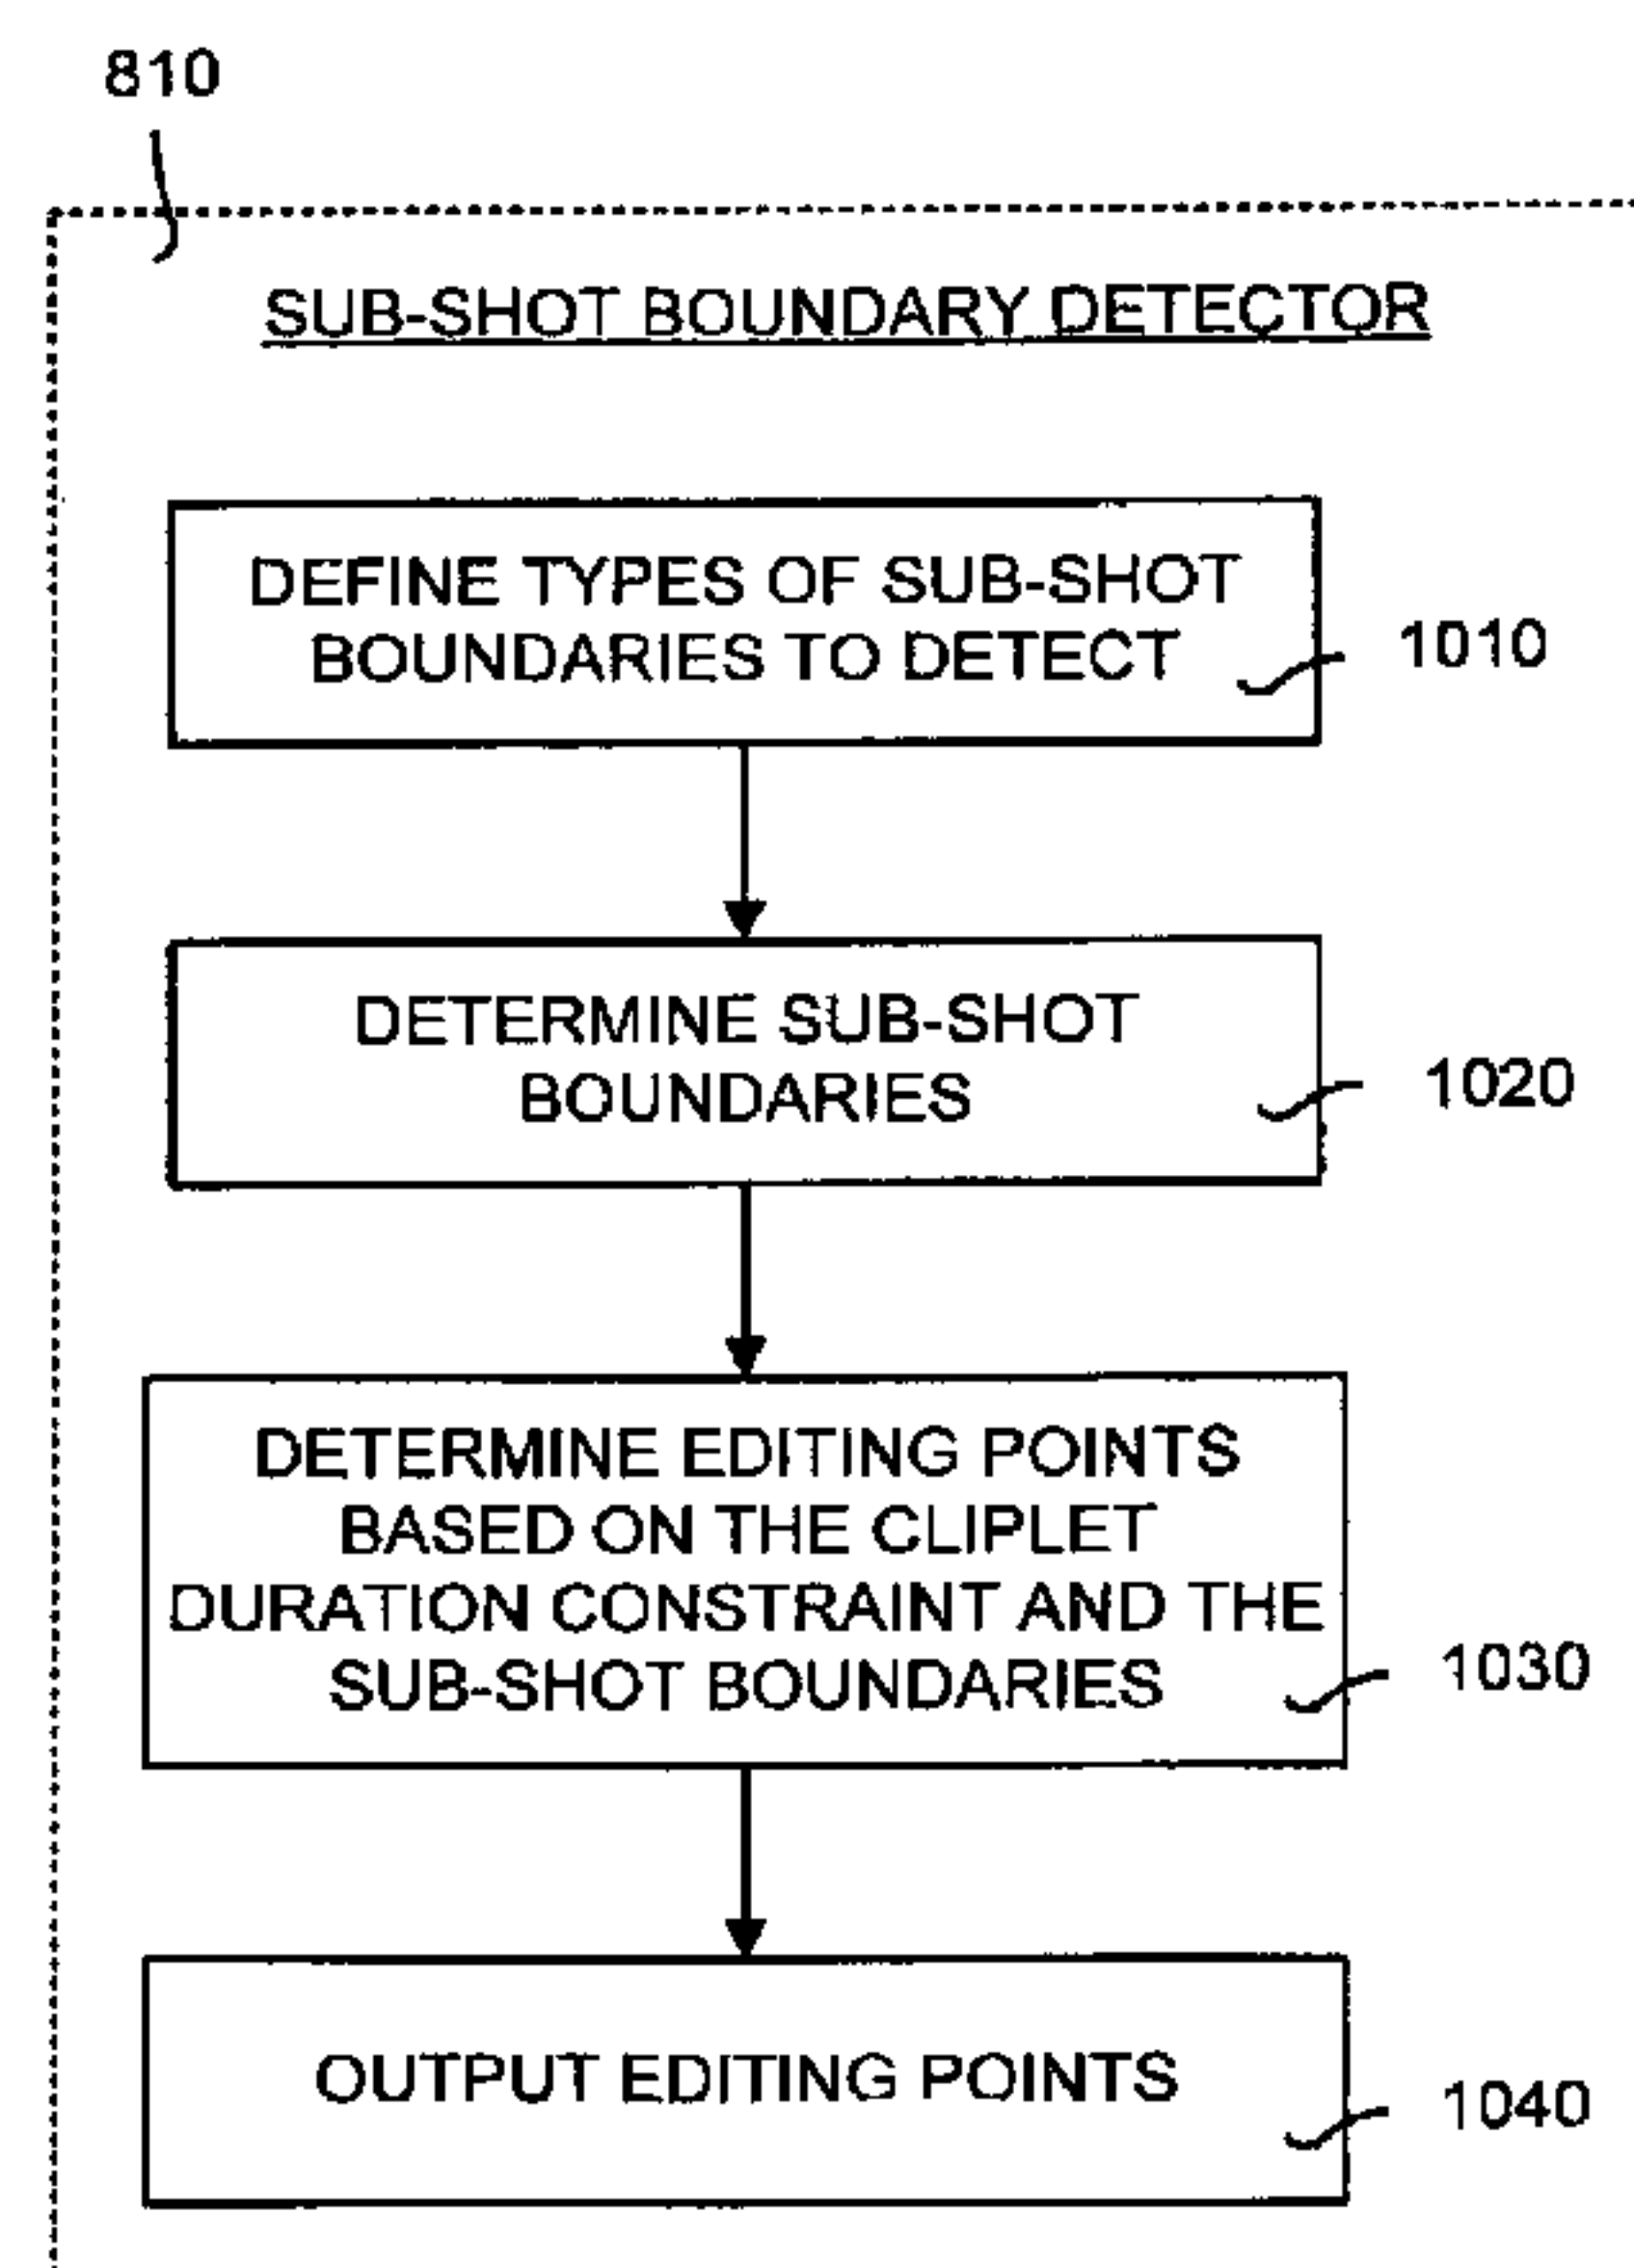 810
SUB-SHOT BOUNDARY DETECTOR
DEFINE TYPES OF SUB-SHOT
BOUNDARIES TO DETECT
1010
DETERMINE SUB-SHOT
BOUNDARIES
1020
DETERMINE EDITING POINTS
BASED ON THE CLIPLET
DURATION CONSTRAINT AND THE
SUB-SHOT BOUNDARIES
1030
OUTPUT EDITING POINTS
1040